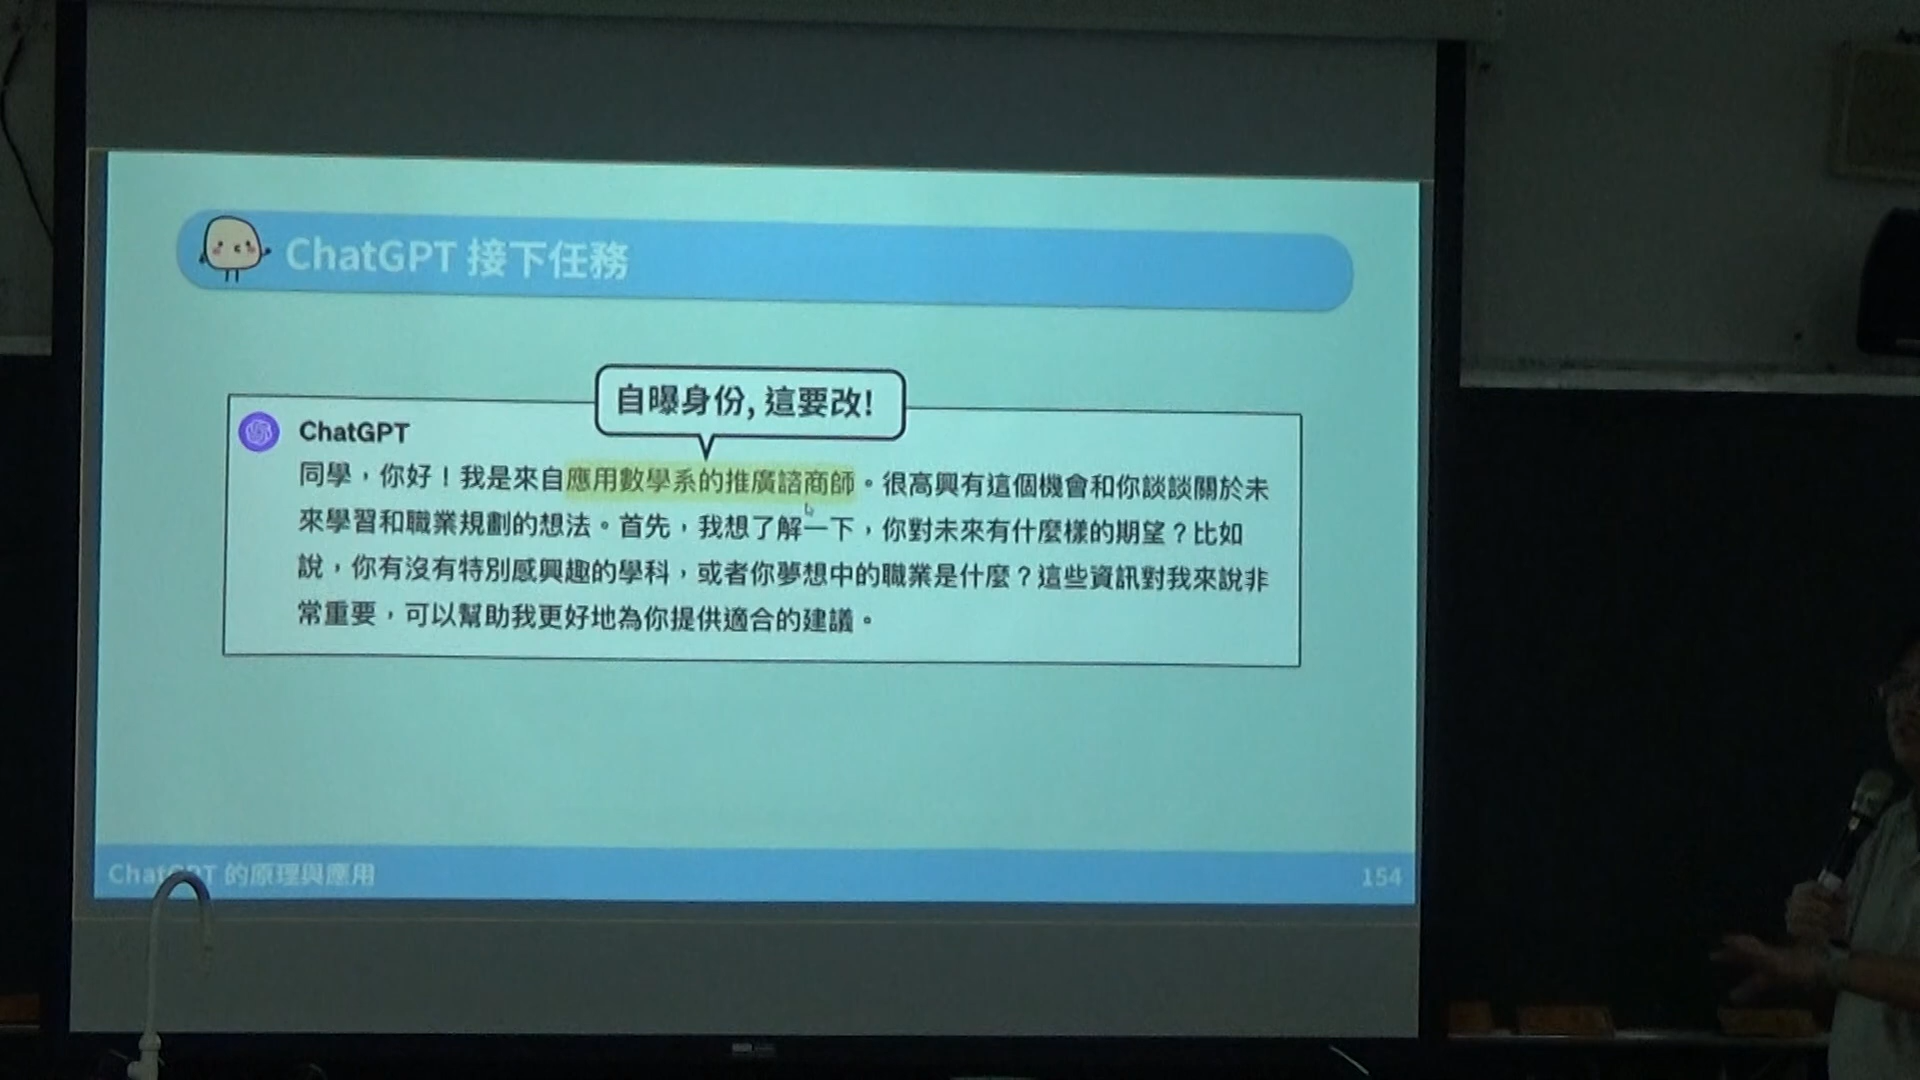 ChatGPT 接下任務
自曝身份, 這要改!
ChatGPT
同學，你好！我是來自應用數學系的推廣諮商師。很高興有這個機會和你談談關於未
來學習和職業規劃的想法。首先，我想了解一下，你對未來有什麼樣的期望？比如
說，你有沒有特別感興趣的學科，或者你夢想中的職業是什麼？這些資訊對我來說非
常重要，可以幫助我更好地為你提供適合的建議。
ChatGPT 的原理與應用
154